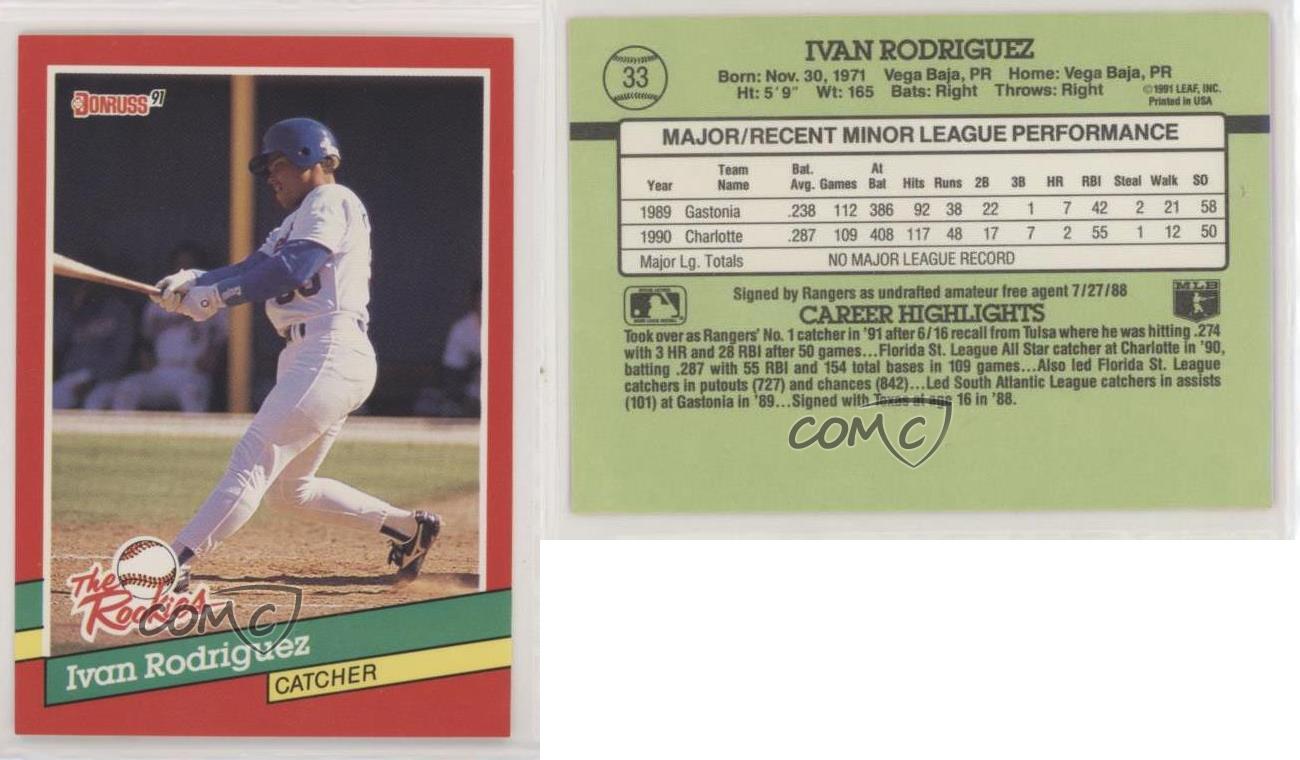 DONRUSS '91
The
Rookies
COMC
Ivan Rodriguez
CATCHER
33
IVAN RODRIGUEZ
Born: Nov. 30, 1971 Vega Baja, PR Home: Vega Baja, PR
Ht: 5'9" Wt: 165 Bats: Right Throws: Right
©1991 LEAF, INC.
Printed in USA
MAJOR/RECENT MINOR LEAGUE PERFORMANCE
Year Team Name Bat. Avg. Games At Bat Hits Runs 2B 3B HR RBI Steal Walk SO
1989 Gastonia .238 112 386 92 38 22 1 7 42 2 21 58
1990 Charlotte .287 109 408 117 48 17 7 2 55 1 12 50
Major Lg. Totals NO MAJOR LEAGUE RECORD
MLB
Signed by Rangers as undrafted amateur free agent 7/27/88
CAREER HIGHLIGHTS
Took over as Rangers' No. 1 catcher in '91 after 6/16 recall from Tulsa where he was hitting .274
with 3 HR and 28 RBI after 50 games...Florida St. League All Star catcher at Charlotte in '90,
batting .287 with 55 RBI and 154 total bases in 109 games...Also led Florida St. League
catchers in putouts (727) and chances (842)...Led South Atlantic League catchers in assists
(101) at Gastonia in '89...Signed with Texas at age 16 in '88.
COMC